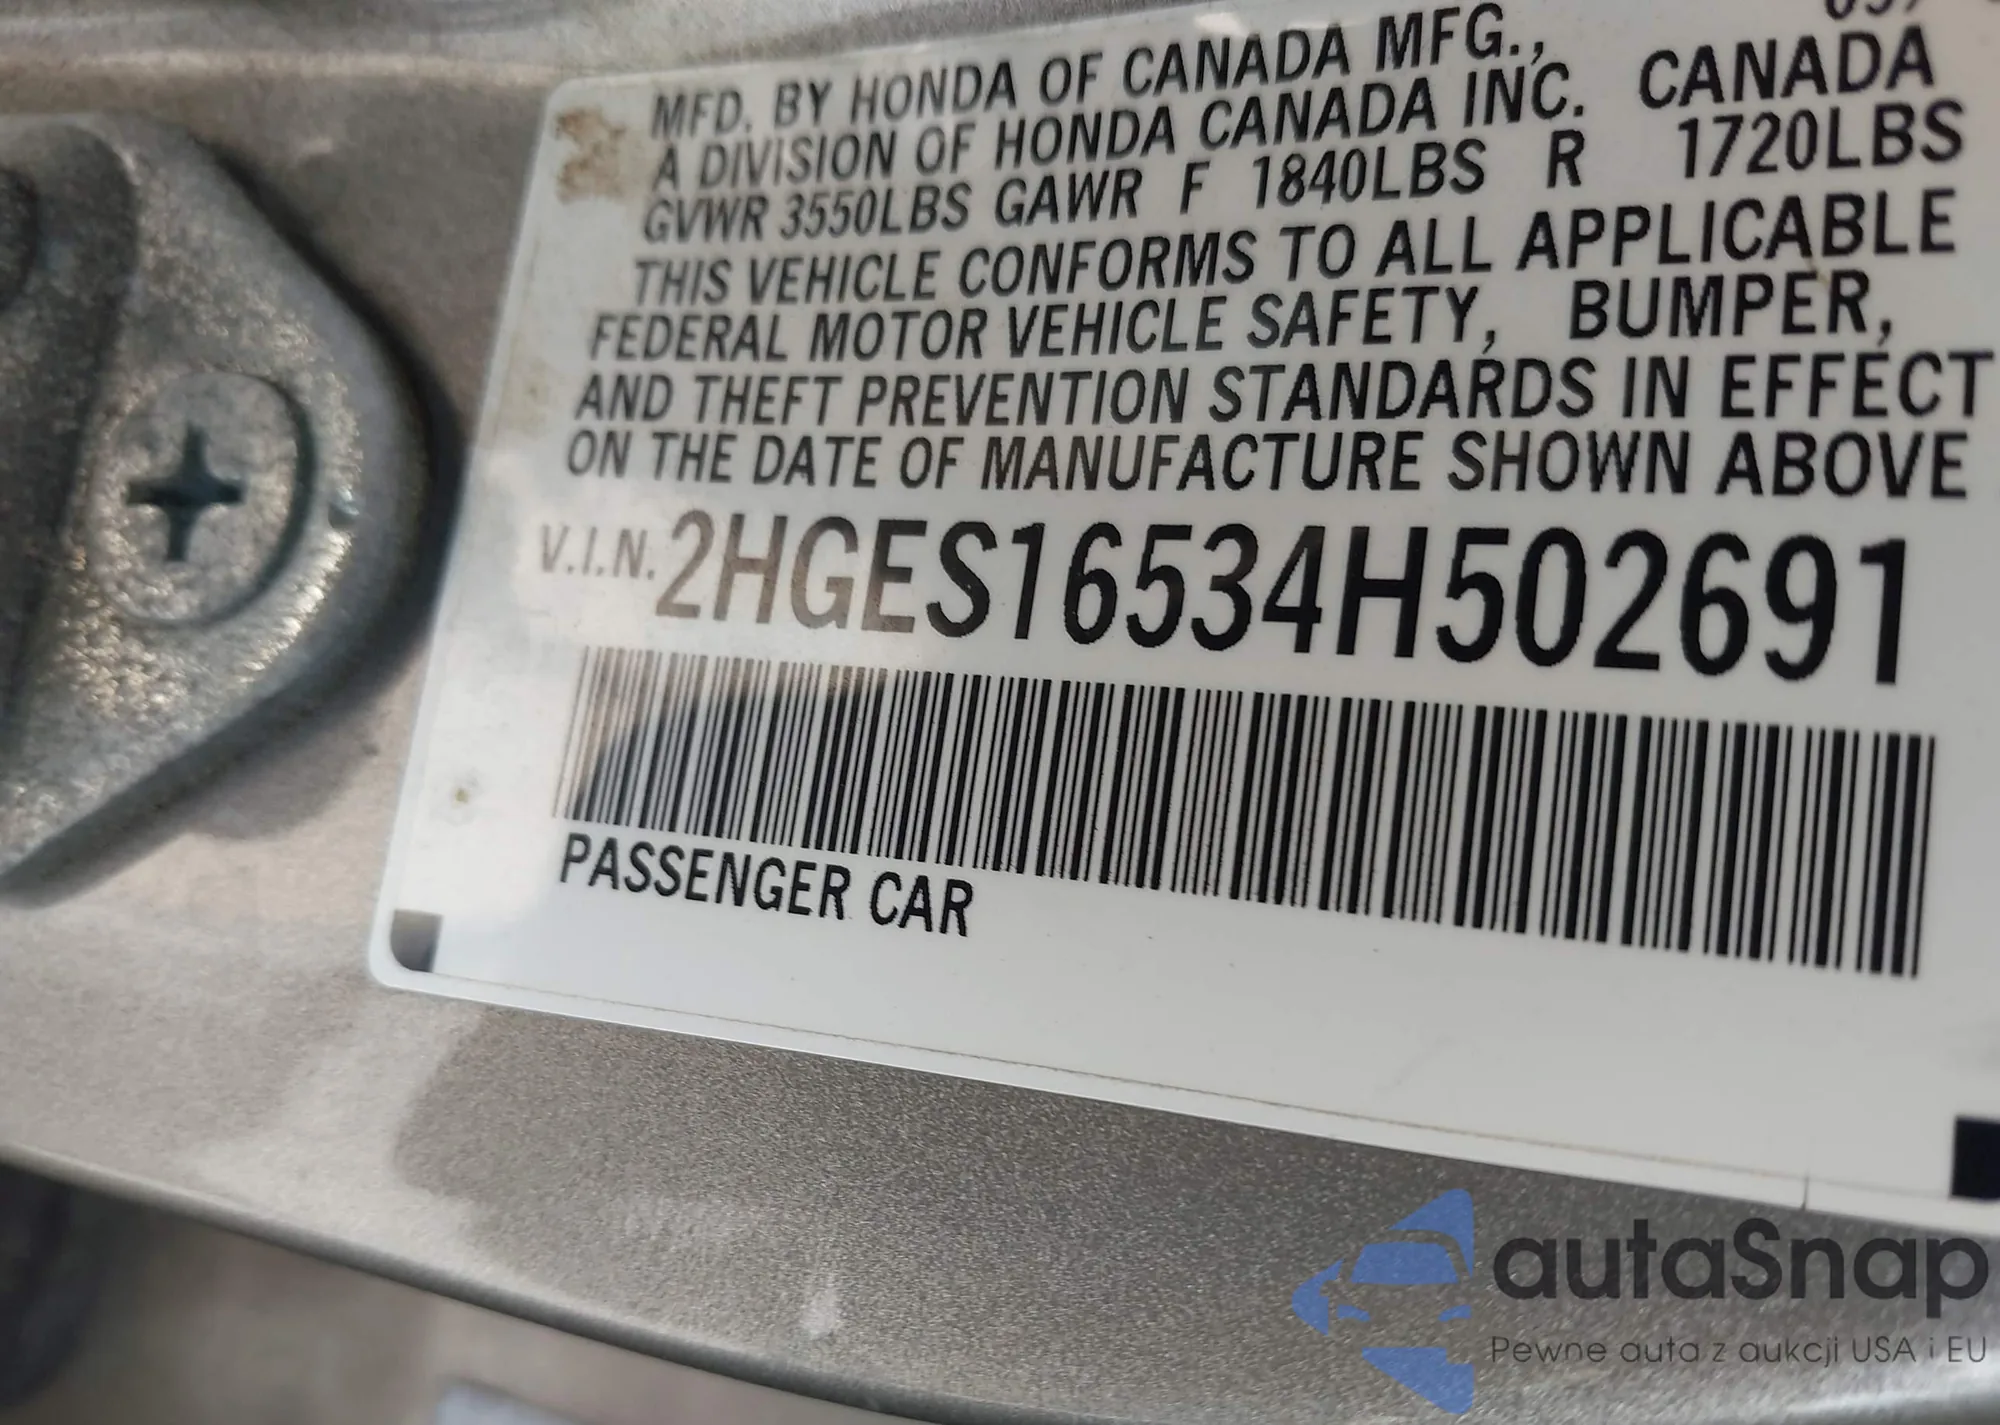 MFD. BY HONDA OF CANADA MFG.,
A DIVISION OF HONDA CANADA INC. CANADA
GVWR 3550LBS GAWR F 1840LBS R 1720LBS
THIS VEHICLE CONFORMS TO ALL APPLICABLE
FEDERAL MOTOR VEHICLE SAFETY, BUMPER,
AND THEFT PREVENTION STANDARDS IN EFFECT
ON THE DATE OF MANUFACTURE SHOWN ABOVE
V.I.N. 2HGES16534H502691
PASSENGER CAR
autaSnap
Pewne auta z aukcji USA i EU